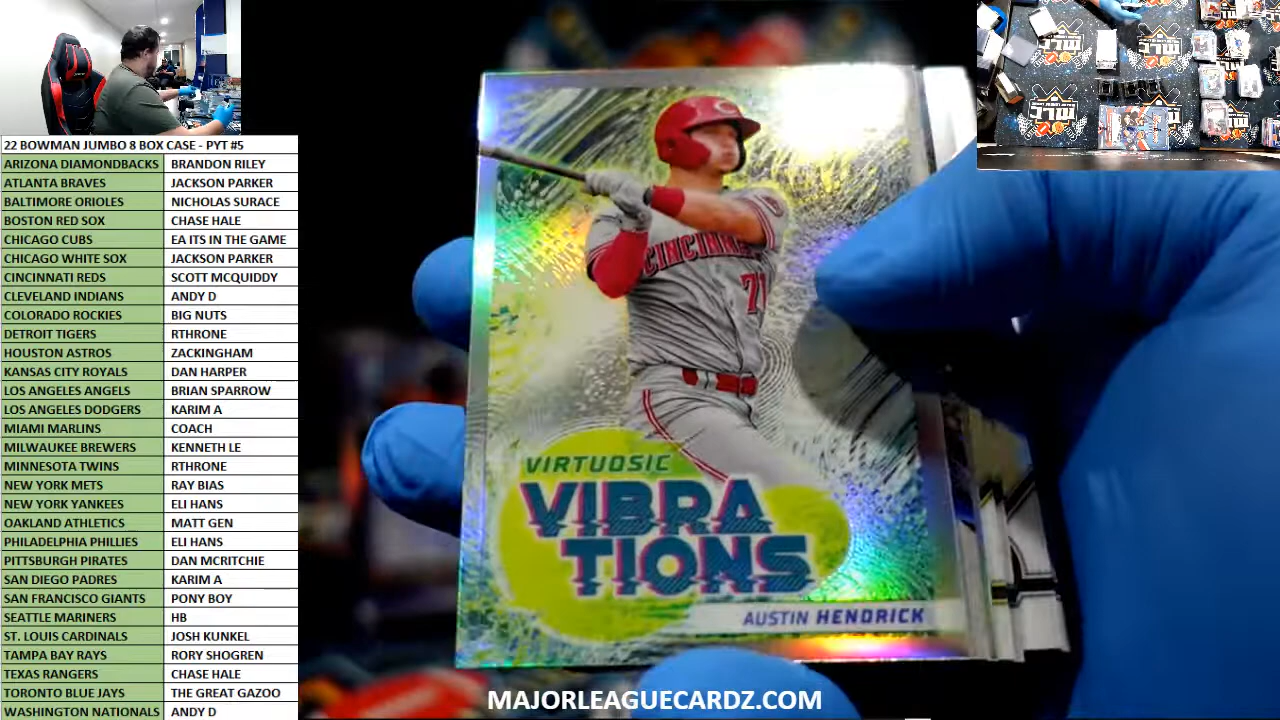 22 BOWMAN JUMBO 8 BOX CASE - PYT #5
ARIZONA DIAMONDBACKS BRANDON RILEY
ATLANTA BRAVES JACKSON PARKER
BALTIMORE ORIOLES NICHOLAS SURACE
BOSTON RED SOX CHASE HALE
CHICAGO CUBS EA ITS IN THE GAME
CHICAGO WHITE SOX JACKSON PARKER
CINCINNATI REDS SCOTT MCQUIDDY
CLEVELAND INDIANS ANDY D
COLORADO ROCKIES BIG NUTS
DETROIT TIGERS RTHRONE
HOUSTON ASTROS ZACKINGHAM
KANSAS CITY ROYALS DAN HARPER
LOS ANGELES ANGELS BRIAN SPARROW
LOS ANGELES DODGERS KARIM A
MIAMI MARLINS COACH
MILWAUKEE BREWERS KENNETH LE
MINNESOTA TWINS RTHRONE
NEW YORK METS RAY BIAS
NEW YORK YANKEES ELI HANS
OAKLAND ATHLETICS MATT GEN
PHILADELPHIA PHILLIES ELI HANS
PITTSBURGH PIRATES DAN MCRITCHIE
SAN DIEGO PADRES KARIM A
SAN FRANCISCO GIANTS PONY BOY
SEATTLE MARINERS HB
ST. LOUIS CARDINALS JOSH KUNKEL
TAMPA BAY RAYS RORY SHOGREN
TEXAS RANGERS CHASE HALE
TORONTO BLUE JAYS THE GREAT GAZOO
WASHINGTON NATIONALS ANDY D
CINCINNATI
71
VIRTUOSIC
VIBRA
TIONS
AUSTIN HENDRICK
MAJORLEAGUECARDZ.COM